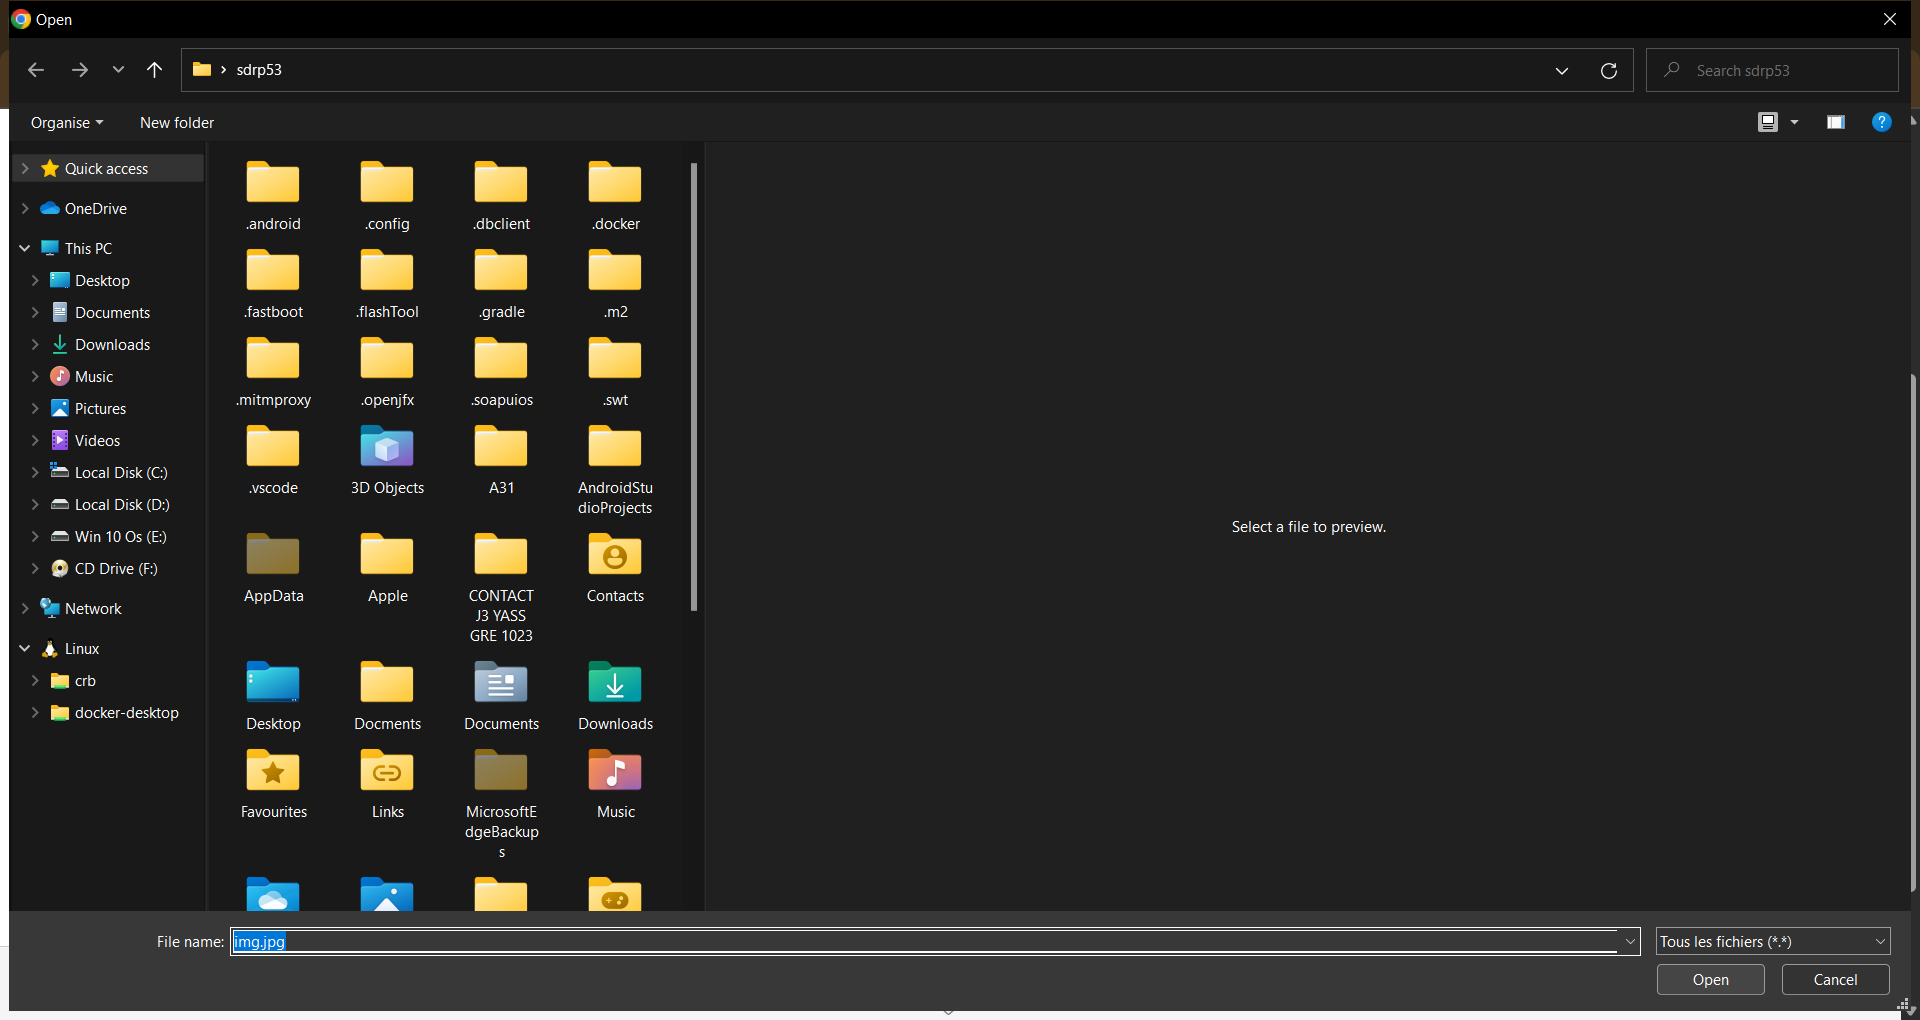 Open
sdrp53
Search sdrp53
Organise
New folder
Quick access
OneDrive
This PC
Desktop
Documents
Downloads
Music
Pictures
Videos
Local Disk (C:)
Local Disk (D:)
Win 10 Os (E:)
CD Drive (F:)
Network
Linux
crb
docker-desktop
.android
.config
.dbclient
.docker
.fastboot
.flashTool
.gradle
.m2
.mitmproxy
.openjfx
.soapuios
.swt
.vscode
3D Objects
A31
AndroidStu
dioProjects
AppData
Apple
CONTACT
J3 YASS
GRE 1023
Contacts
Desktop
Docments
Documents
Downloads
Favourites
Links
MicrosoftE
dgeBackup
s
Music
Select a file to preview.
File name:
img.jpg
Tous les fichiers (*.*)
Open
Cancel